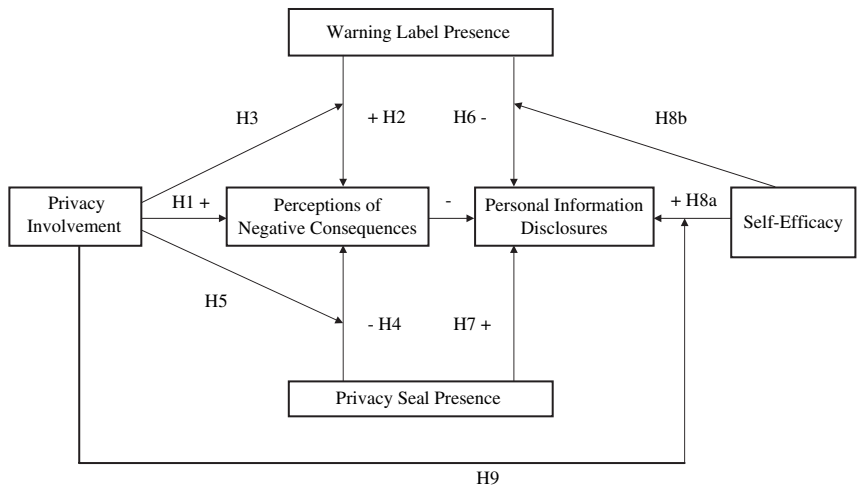 Warning Label Presence
H3
+ H2
H6 -
H8b
Privacy
Involvement
H1 +
Perceptions of
Negative Consequences
-
Personal Information
Disclosures
+ H8a
Self-Efficacy
H5
- H4
H7 +
Privacy Seal Presence
H9